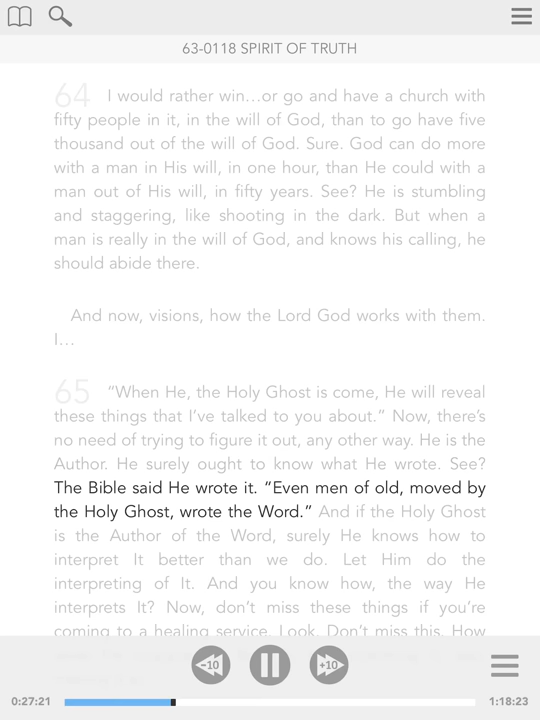 63-0118 SPIRIT OF TRUTH
64 I would rather win…or go and have a church with
fifty people in it, in the will of God, than to go have five
thousand out of the will of God. Sure. God can do more
with a man in His will, in one hour, than He could with a
man out of His will, in fifty years. See? He is stumbling
and staggering, like shooting in the dark. But when a
man is really in the will of God, and knows his calling, he
should abide there.
And now, visions, how the Lord God works with them.
I…
65 “When He, the Holy Ghost is come, He will reveal
these things that I’ve talked to you about.” Now, there’s
no need of trying to figure it out, any other way. He is the
Author. He surely ought to know what He wrote. See?
The Bible said He wrote it. “Even men of old, moved by
the Holy Ghost, wrote the Word.” And if the Holy Ghost
is the Author of the Word, surely He knows how to
interpret It better than we do. Let Him do the
interpreting of It. And you know how, the way He
interprets It? Now, don’t miss these things if you’re
coming to a healing service. Look. Don’t miss this. How
-10 +10
0:27:21 1:18:23